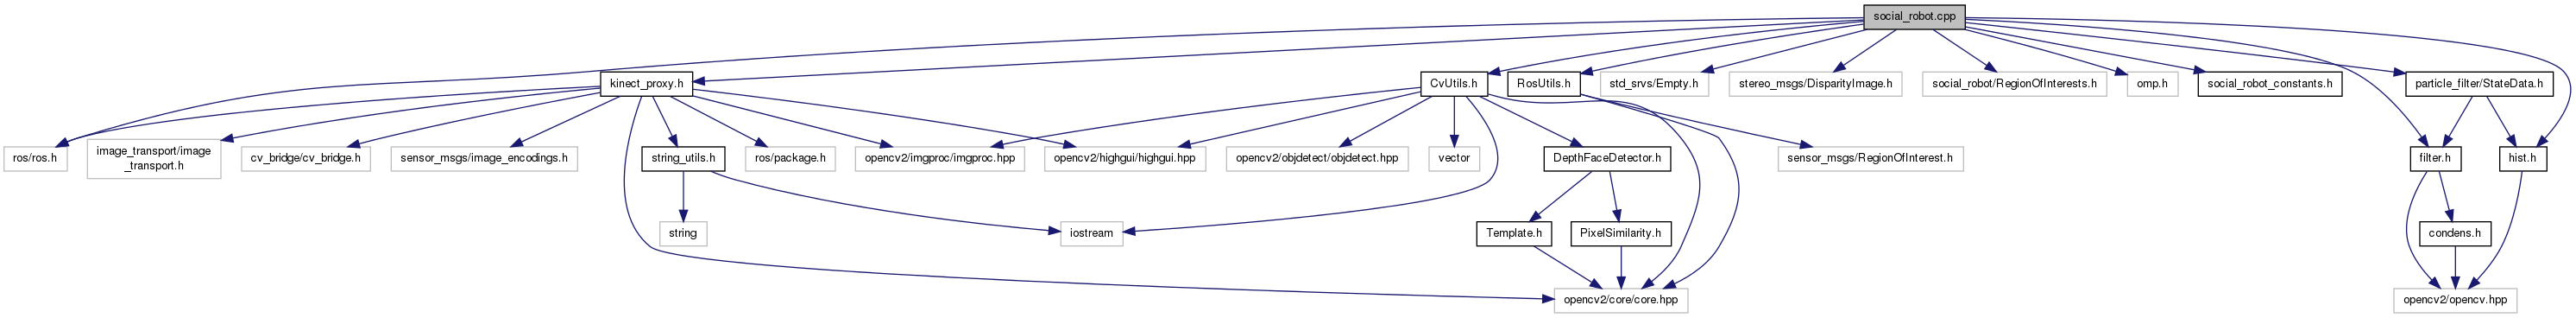 social_robot.cpp
kinect_proxy.h
CvUtils.h
RosUtils.h
std_srvs/Empty.h
stereo_msgs/DisparityImage.h
social_robot/RegionOfInterests.h
omp.h
social_robot_constants.h
particle_filter/StateData.h
ros/ros.h
image_transport/image
_transport.h
cv_bridge/cv_bridge.h
sensor_msgs/image_encodings.h
string_utils.h
ros/package.h
opencv2/imgproc/imgproc.hpp
opencv2/highgui/highgui.hpp
opencv2/objdetect/objdetect.hpp
vector
DepthFaceDetector.h
sensor_msgs/RegionOfInterest.h
filter.h
hist.h
string
iostream
Template.h
PixelSimilarity.h
condens.h
opencv2/core/core.hpp
opencv2/opencv.hpp